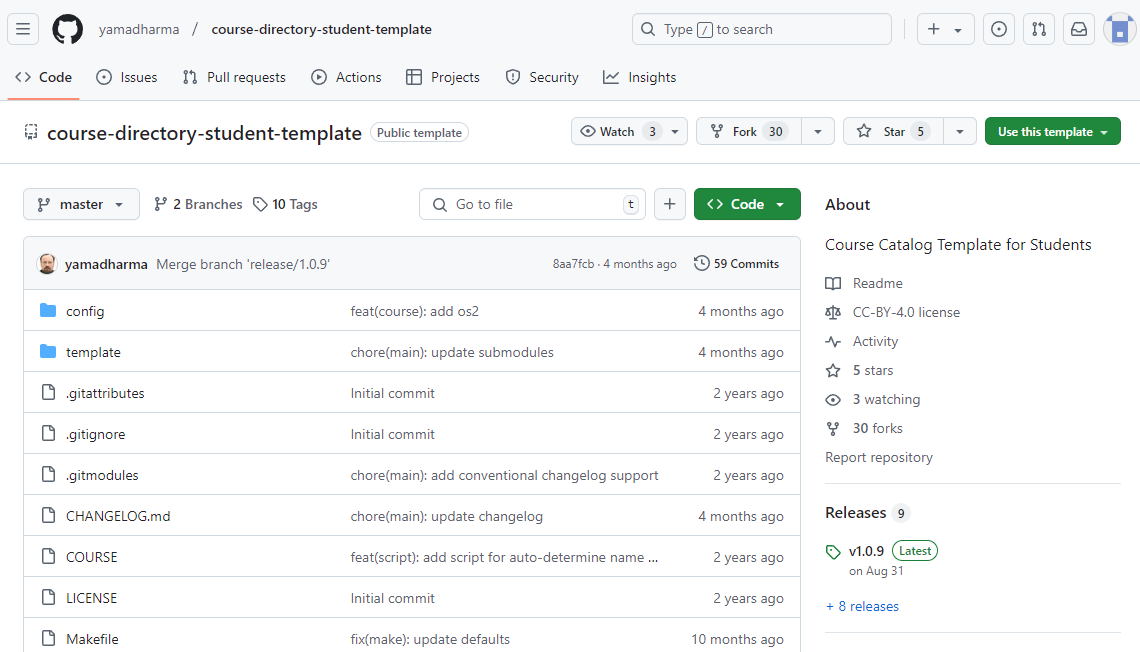 yamadharma / course-directory-student-template
Type / to search
Code Issues Pull requests Actions Projects Security Insights
course-directory-student-template Public template
Watch 3 Fork 30 Star 5 Use this template
master 2 Branches 10 Tags Go to file t Code
yamadharma Merge branch 'release/1.0.9' 8aa7fcb · 4 months ago 59 Commits
config feat(course): add os2 4 months ago
template chore(main): update submodules 4 months ago
.gitattributes Initial commit 2 years ago
.gitignore Initial commit 2 years ago
.gitmodules chore(main): add conventional changelog support 2 years ago
CHANGELOG.md chore(main): update changelog 4 months ago
COURSE feat(script): add script for auto-determine name ... 2 years ago
LICENSE Initial commit 2 years ago
Makefile fix(make): update defaults 10 months ago
About
Course Catalog Template for Students
Readme
CC-BY-4.0 license
Activity
5 stars
3 watching
30 forks
Report repository
Releases 9
v1.0.9 Latest
on Aug 31
+ 8 releases